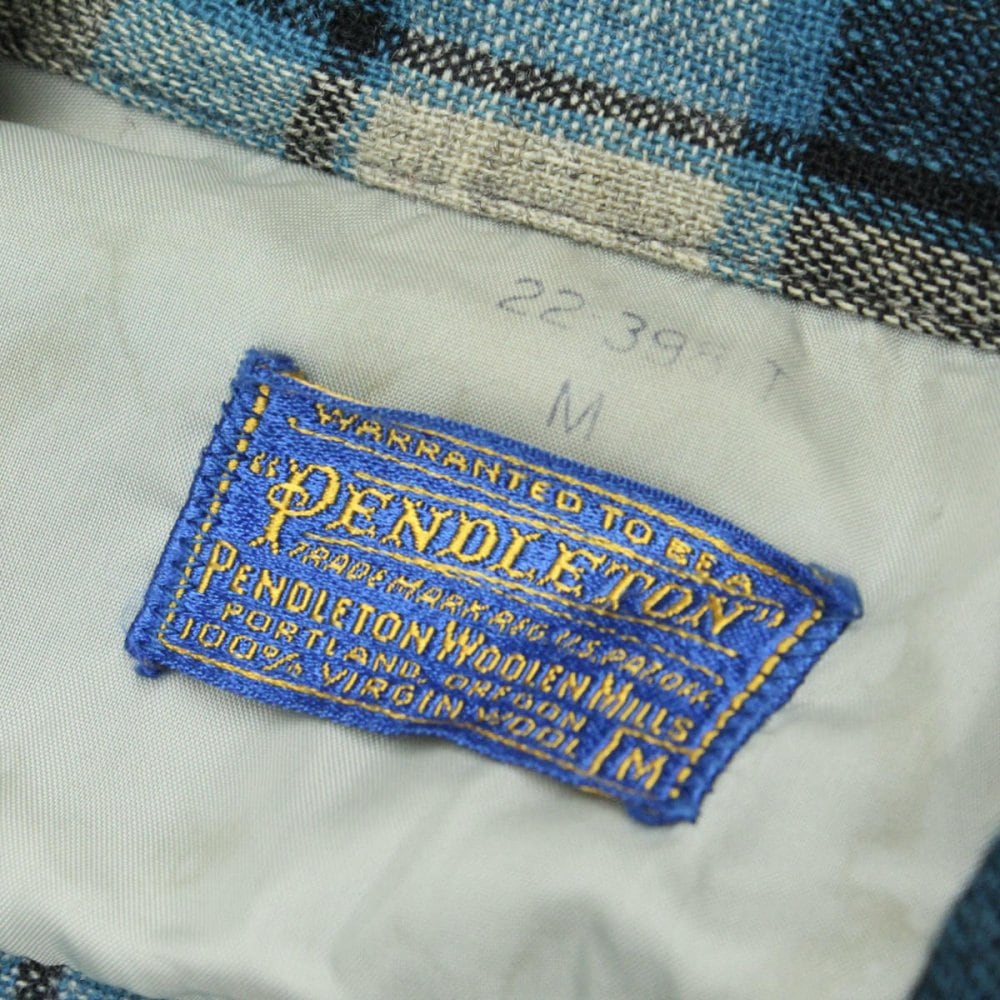 22-39
M
WARRANTED TO BE A
"PENDLETON"
TRADE MARK REG U.S. PAT. OFF.
PENDLETON WOOLEN MILLS
PORTLAND, OREGON
100% VIRGIN WOOL M